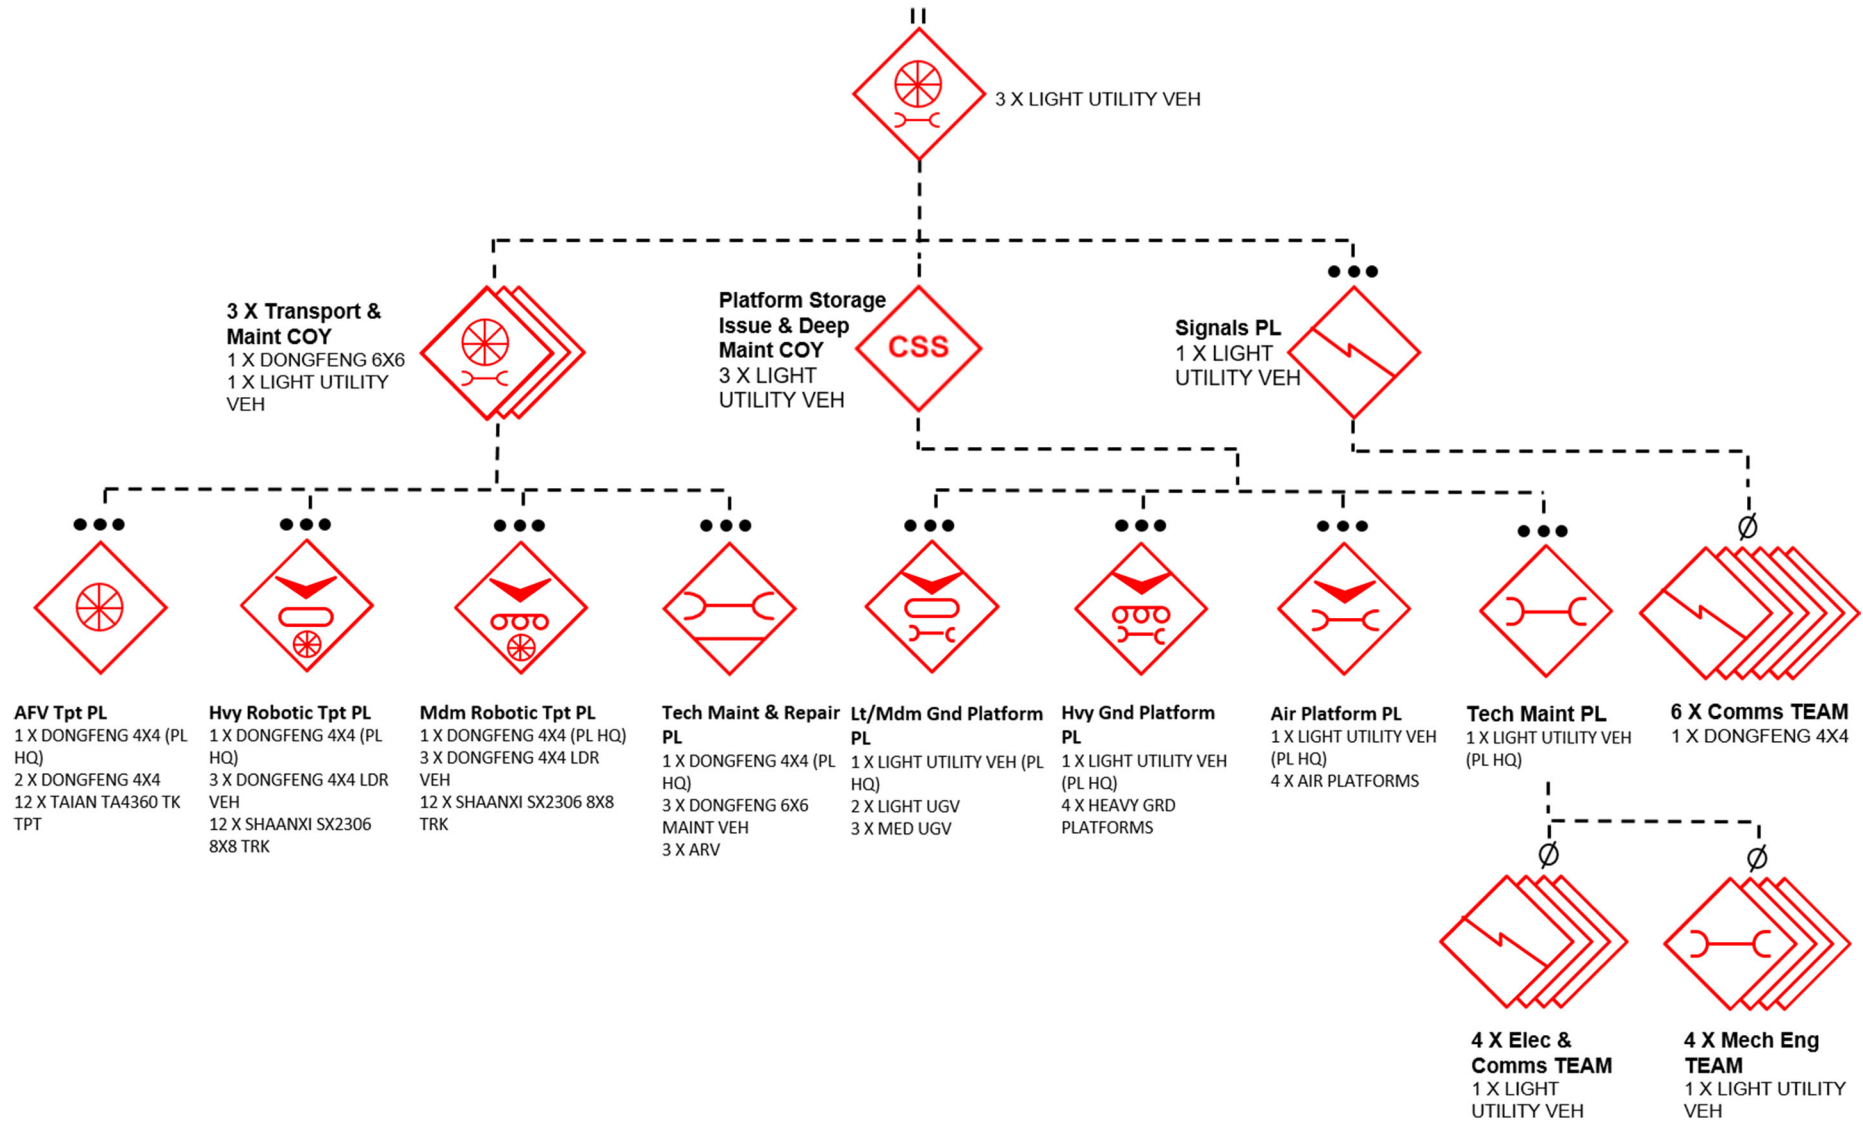 3 X LIGHT UTILITY VEH
3 X Transport &
Maint COY
1 X DONGFENG 6X6
1 X LIGHT UTILITY
VEH
Platform Storage
Issue & Deep
Maint COY
3 X LIGHT
UTILITY VEH
CSS
Signals PL
1 X LIGHT
UTILITY VEH
AFV Tpt PL
1 X DONGFENG 4X4 (PL
HQ)
2 X DONGFENG 4X4
12 X TAIAN TA4360 TK
TPT
Hvy Robotic Tpt PL
1 X DONGFENG 4X4 (PL
HQ)
3 X DONGFENG 4X4 LDR
VEH
12 X SHAANXI SX2306
8X8 TRK
Mdm Robotic Tpt PL
1 X DONGFENG 4X4 (PL HQ)
3 X DONGFENG 4X4 LDR
VEH
12 X SHAANXI SX2306 8X8
TRK
Tech Maint & Repair
PL
1 X DONGFENG 4X4 (PL
HQ)
3 X DONGFENG 6X6
MAINT VEH
3 X ARV
Lt/Mdm Gnd Platform
PL
1 X LIGHT UTILITY VEH (PL
HQ)
2 X LIGHT UGV
3 X MED UGV
Hvy Gnd Platform
PL
1 X LIGHT UTILITY VEH
(PL HQ)
4 X HEAVY GRD
PLATFORMS
Air Platform PL
1 X LIGHT UTILITY VEH
(PL HQ)
4 X AIR PLATFORMS
Tech Maint PL
1 X LIGHT UTILITY VEH
(PL HQ)
6 X Comms TEAM
1 X DONGFENG 4X4
4 X Elec &
Comms TEAM
1 X LIGHT
UTILITY VEH
4 X Mech Eng
TEAM
1 X LIGHT UTILITY
VEH